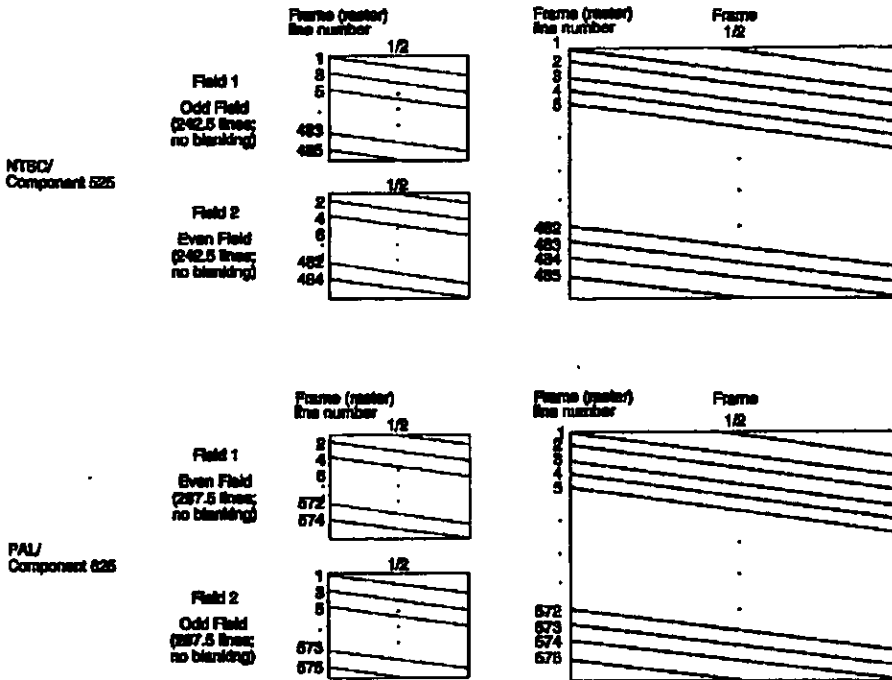 Frame (raster)
line number
1/2
1
3
5
483
485
Field 1
Odd Field
(242.5 lines;
no blanking)
NTSC/
Component 525
1/2
2
4
6
482
484
Field 2
Even Field
(242.5 lines;
no blanking)
Frame (raster)
line number
Frame
1/2
1
2
3
4
5
482
483
484
485
Frame (raster)
line number
1/2
2
4
6
572
574
Field 1
Even Field
(287.5 lines;
no blanking)
PAL/
Component 625
1/2
1
3
5
573
575
Field 2
Odd Field
(287.5 lines;
no blanking)
Frame (raster)
line number
Frame
1/2
1
2
3
4
5
572
573
574
575